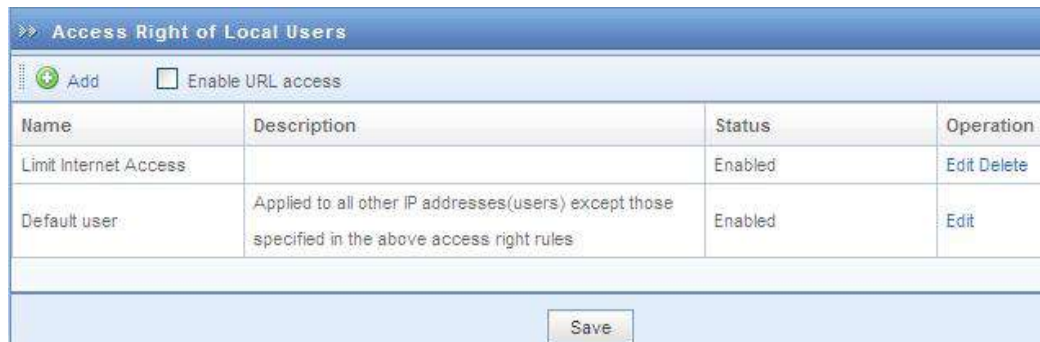 >> Access Right of Local Users
Add Enable URL access
Name Description Status Operation
Limit Internet Access Enabled Edit Delete
Default user Applied to all other IP addresses(users) except those specified in the above access right rules Enabled Edit
Save